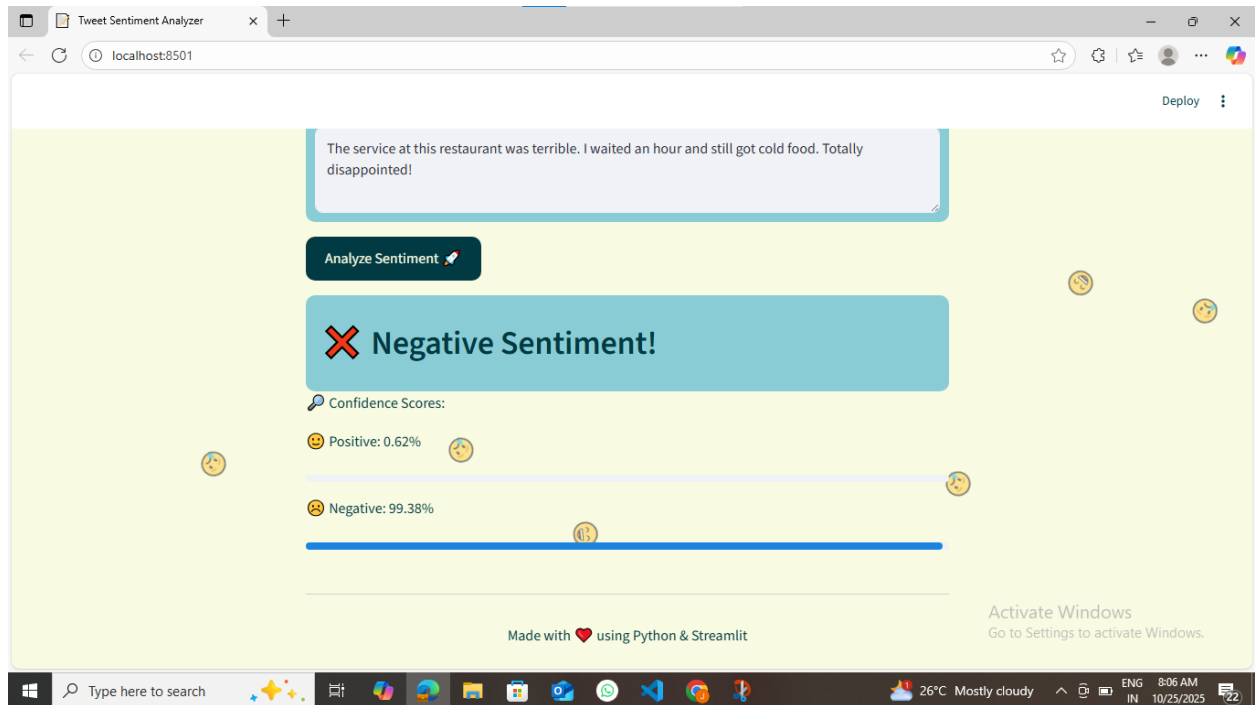 Tweet Sentiment Analyzer
localhost:8501
Deploy
The service at this restaurant was terrible. I waited an hour and still got cold food. Totally
disappointed!
Analyze Sentiment 🚀
❌ Negative Sentiment!
🔎 Confidence Scores:
🙂 Positive: 0.62%
☹️ Negative: 99.38%
Made with ❤️ using Python & Streamlit
Activate Windows
Go to Settings to activate Windows.
Type here to search
26°C Mostly cloudy
ENG
IN
8:06 AM
10/25/2025
22